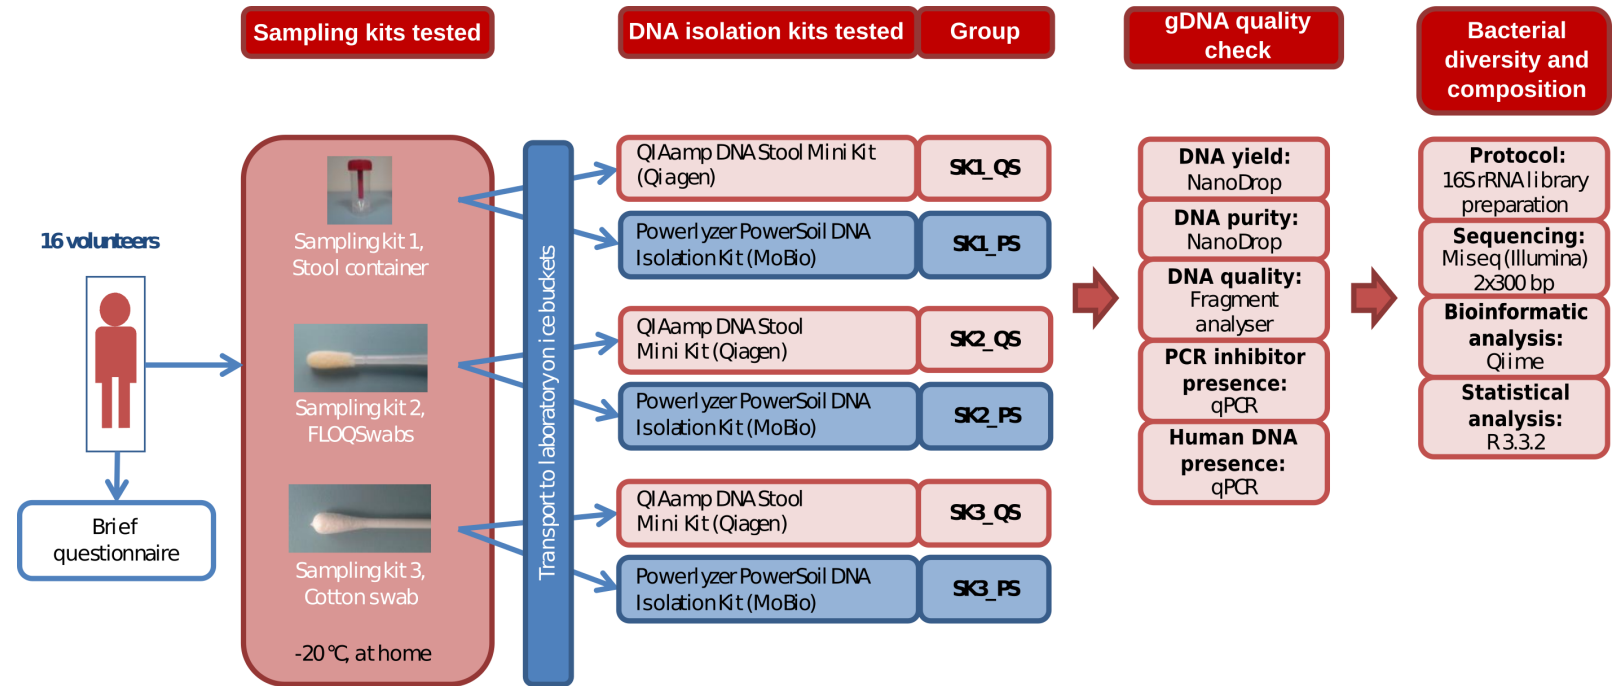 Sampling kits tested
DNA isolation kits tested
Group
gDNA quality
check
Bacterial
diversity and
composition
16 volunteers
Brief
questionnaire
Sampling kit 1,
Stool container
Sampling kit 2,
FLOQSwabs
Sampling kit 3,
Cotton swab
-20 °C, at home
Transport to laboratory on ice buckets
QIAamp DNA Stool Mini Kit
(Qiagen)
SK1_QS
Powerlyzer PowerSoil DNA
Isolation Kit (MoBio)
SK1_PS
QIAamp DNA Stool
Mini Kit (Qiagen)
SK2_QS
Powerlyzer PowerSoil DNA
Isolation Kit (MoBio)
SK2_PS
QIAamp DNA Stool
Mini Kit (Qiagen)
SK3_QS
Powerlyzer PowerSoil DNA
Isolation Kit (MoBio)
SK3_PS
DNA yield:
NanoDrop
DNA purity:
NanoDrop
DNA quality:
Fragment
analyser
PCR inhibitor
presence:
qPCR
Human DNA
presence:
qPCR
Protocol:
16S rRNA library
preparation
Sequencing:
Miseq (Illumina)
2x300 bp
Bioinformatic
analysis:
Qiime
Statistical
analysis:
R 3.3.2